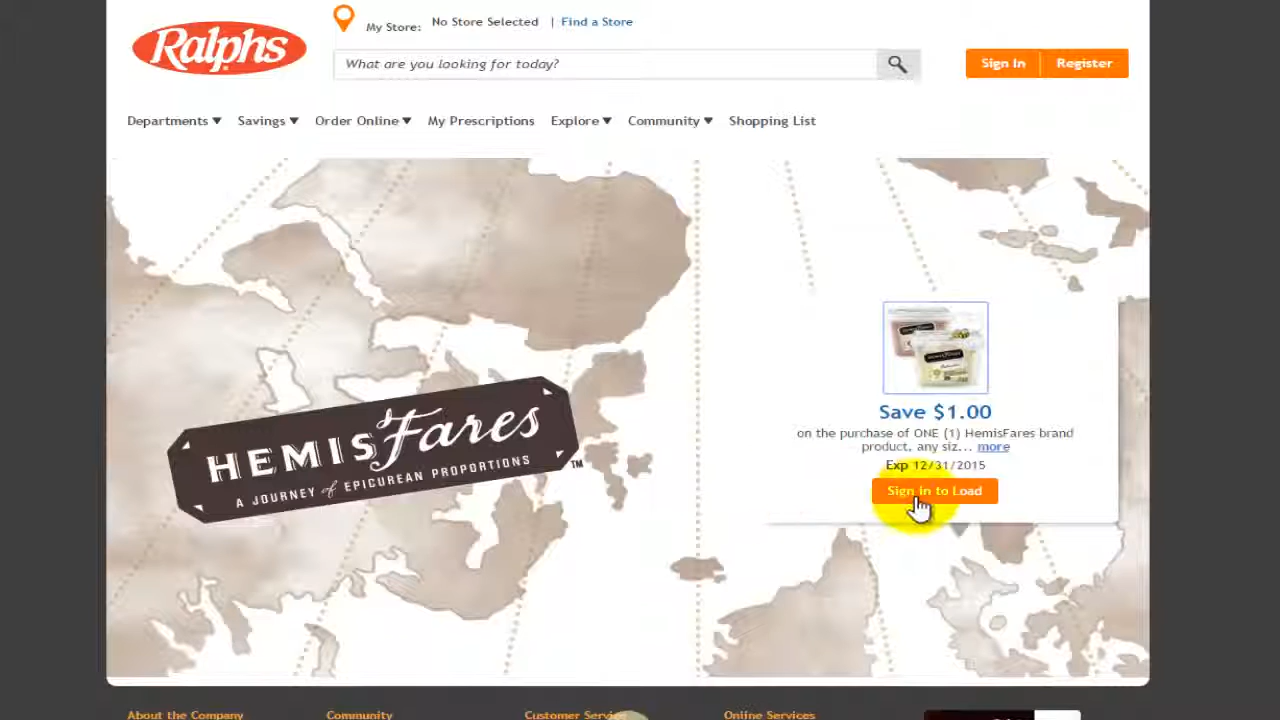 Ralphs
My Store: No Store Selected | Find a Store
What are you looking for today?
Sign In Register
Departments Savings Order Online My Prescriptions Explore Community Shopping List
HEMISFares™
A JOURNEY of EPICUREAN PROPORTIONS
Save $1.00
on the purchase of ONE (1) HemisFares brand
product, any siz... more
Exp 12/31/2015
Sign In to Load
About the Company Community Customer Service Online Services